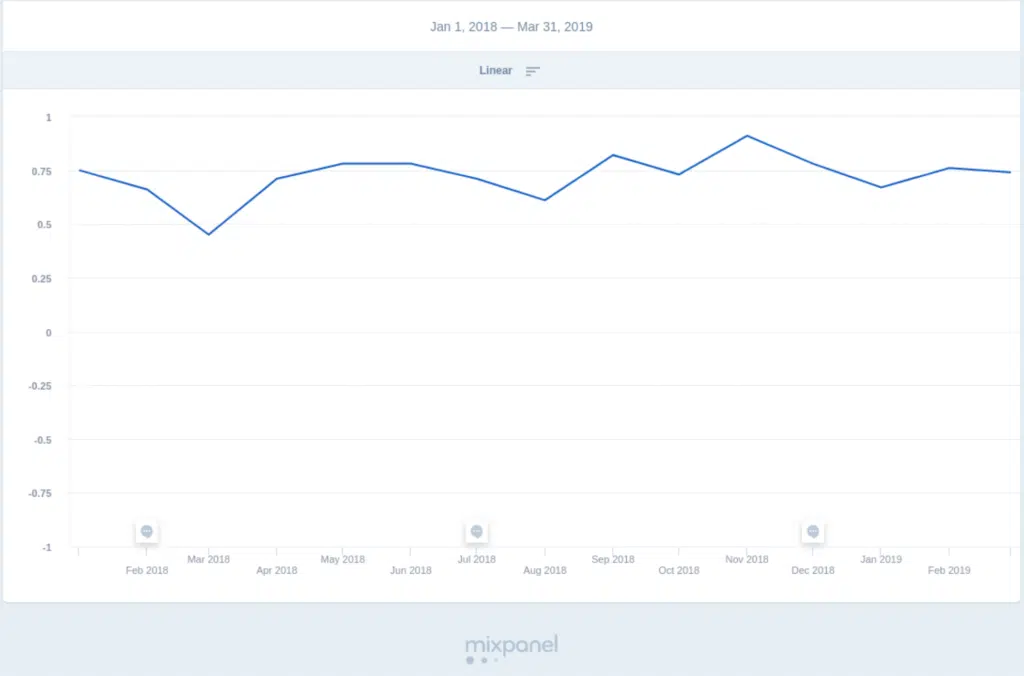 Jan 1, 2018 — Mar 31, 2019
Linear
1
0.75
0.5
0.25
0
-0.25
-0.5
-0.75
-1
Feb 2018
Mar 2018
Apr 2018
May 2018
Jun 2018
Jul 2018
Aug 2018
Sep 2018
Oct 2018
Nov 2018
Dec 2018
Jan 2019
Feb 2019
mixpanel